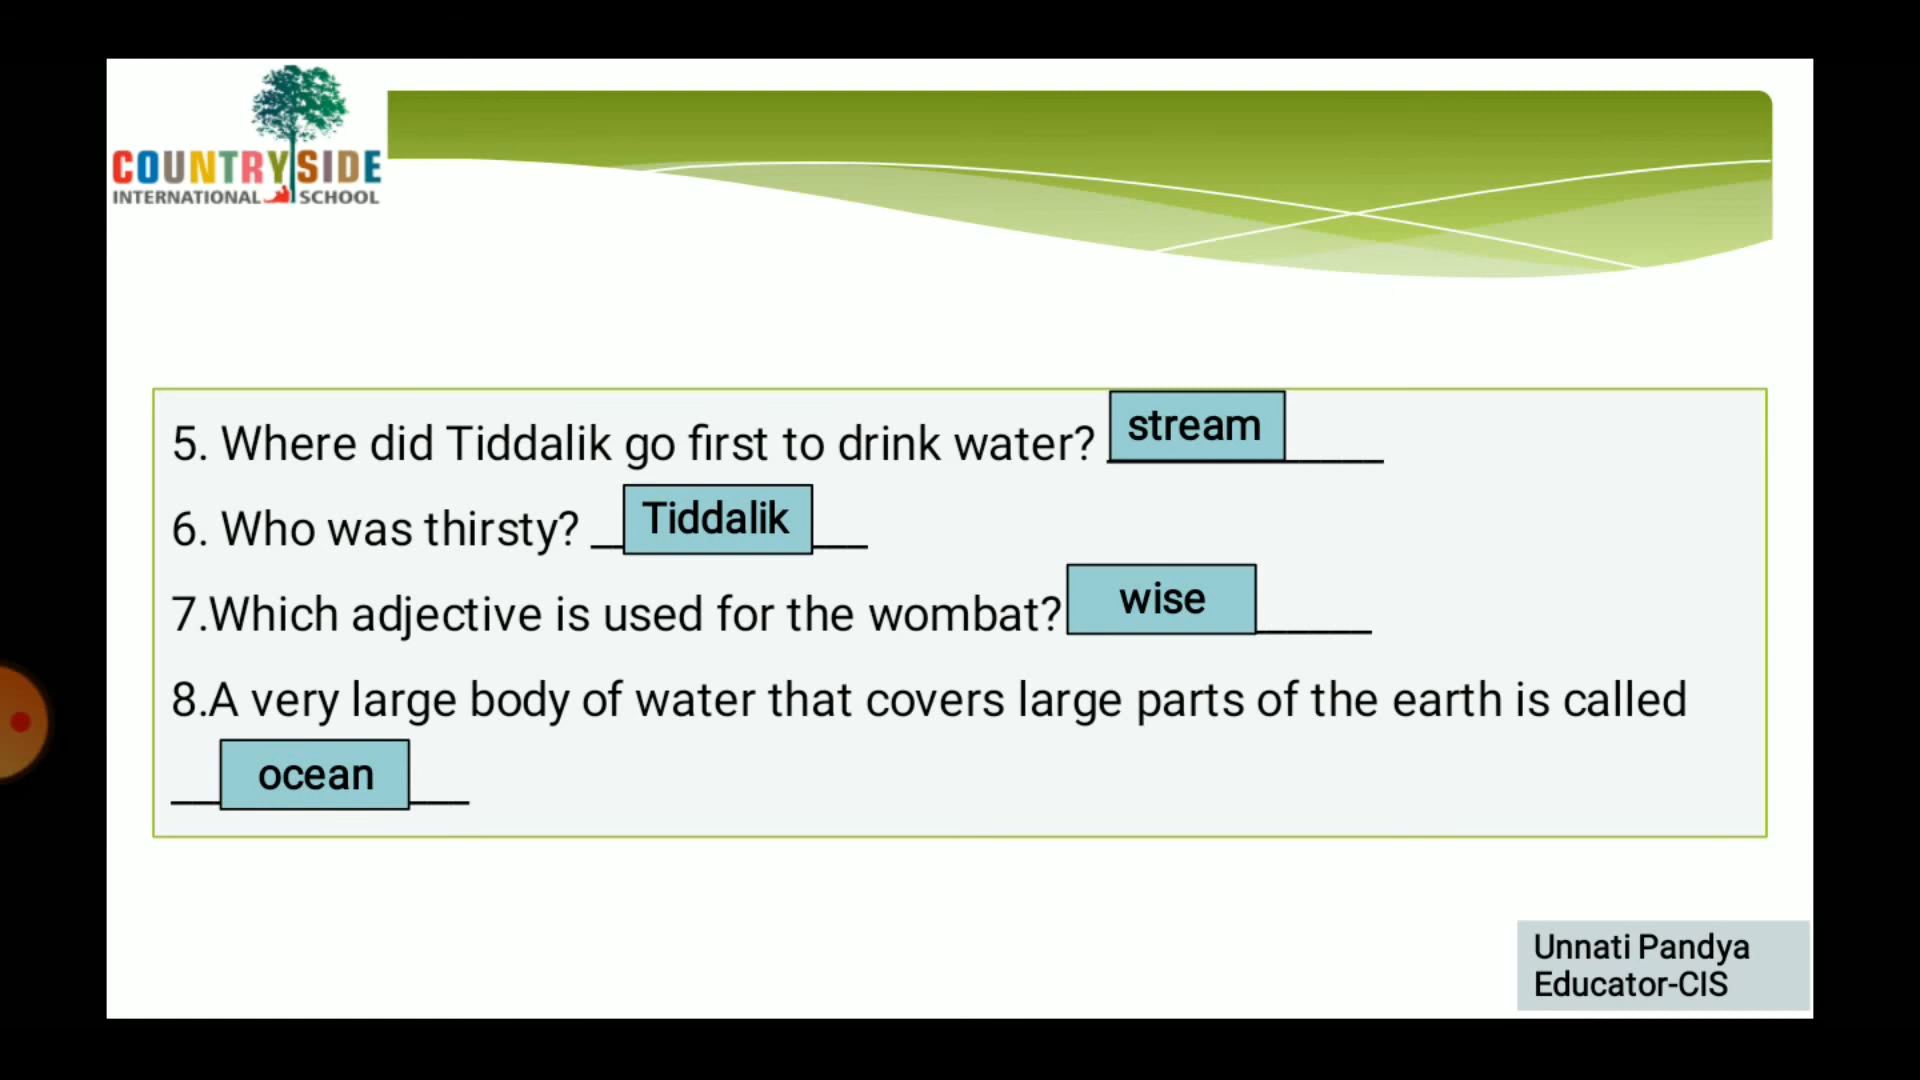 COUNTRYSIDE
INTERNATIONAL SCHOOL
5. Where did Tiddalik go first to drink water? stream
6. Who was thirsty? Tiddalik
7.Which adjective is used for the wombat? wise
8.A very large body of water that covers large parts of the earth is called
ocean
Unnati Pandya
Educator-CIS